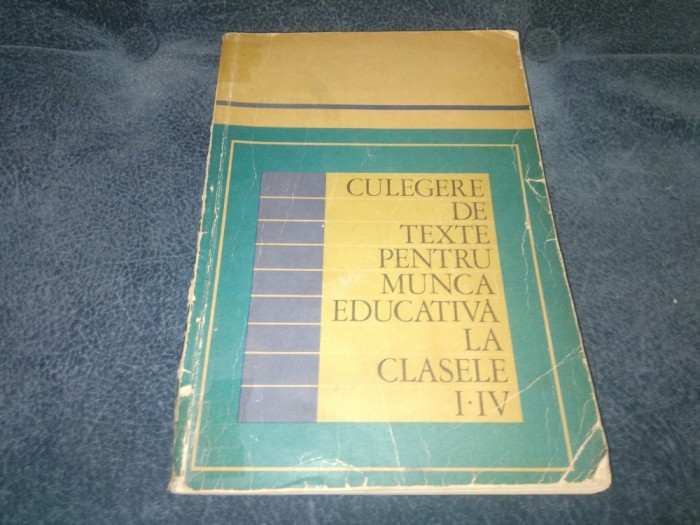 CULEGERE
DE
TEXTE
PENTRU
MUNCA
EDUCATIVĂ
LA
CLASELE
I·IV